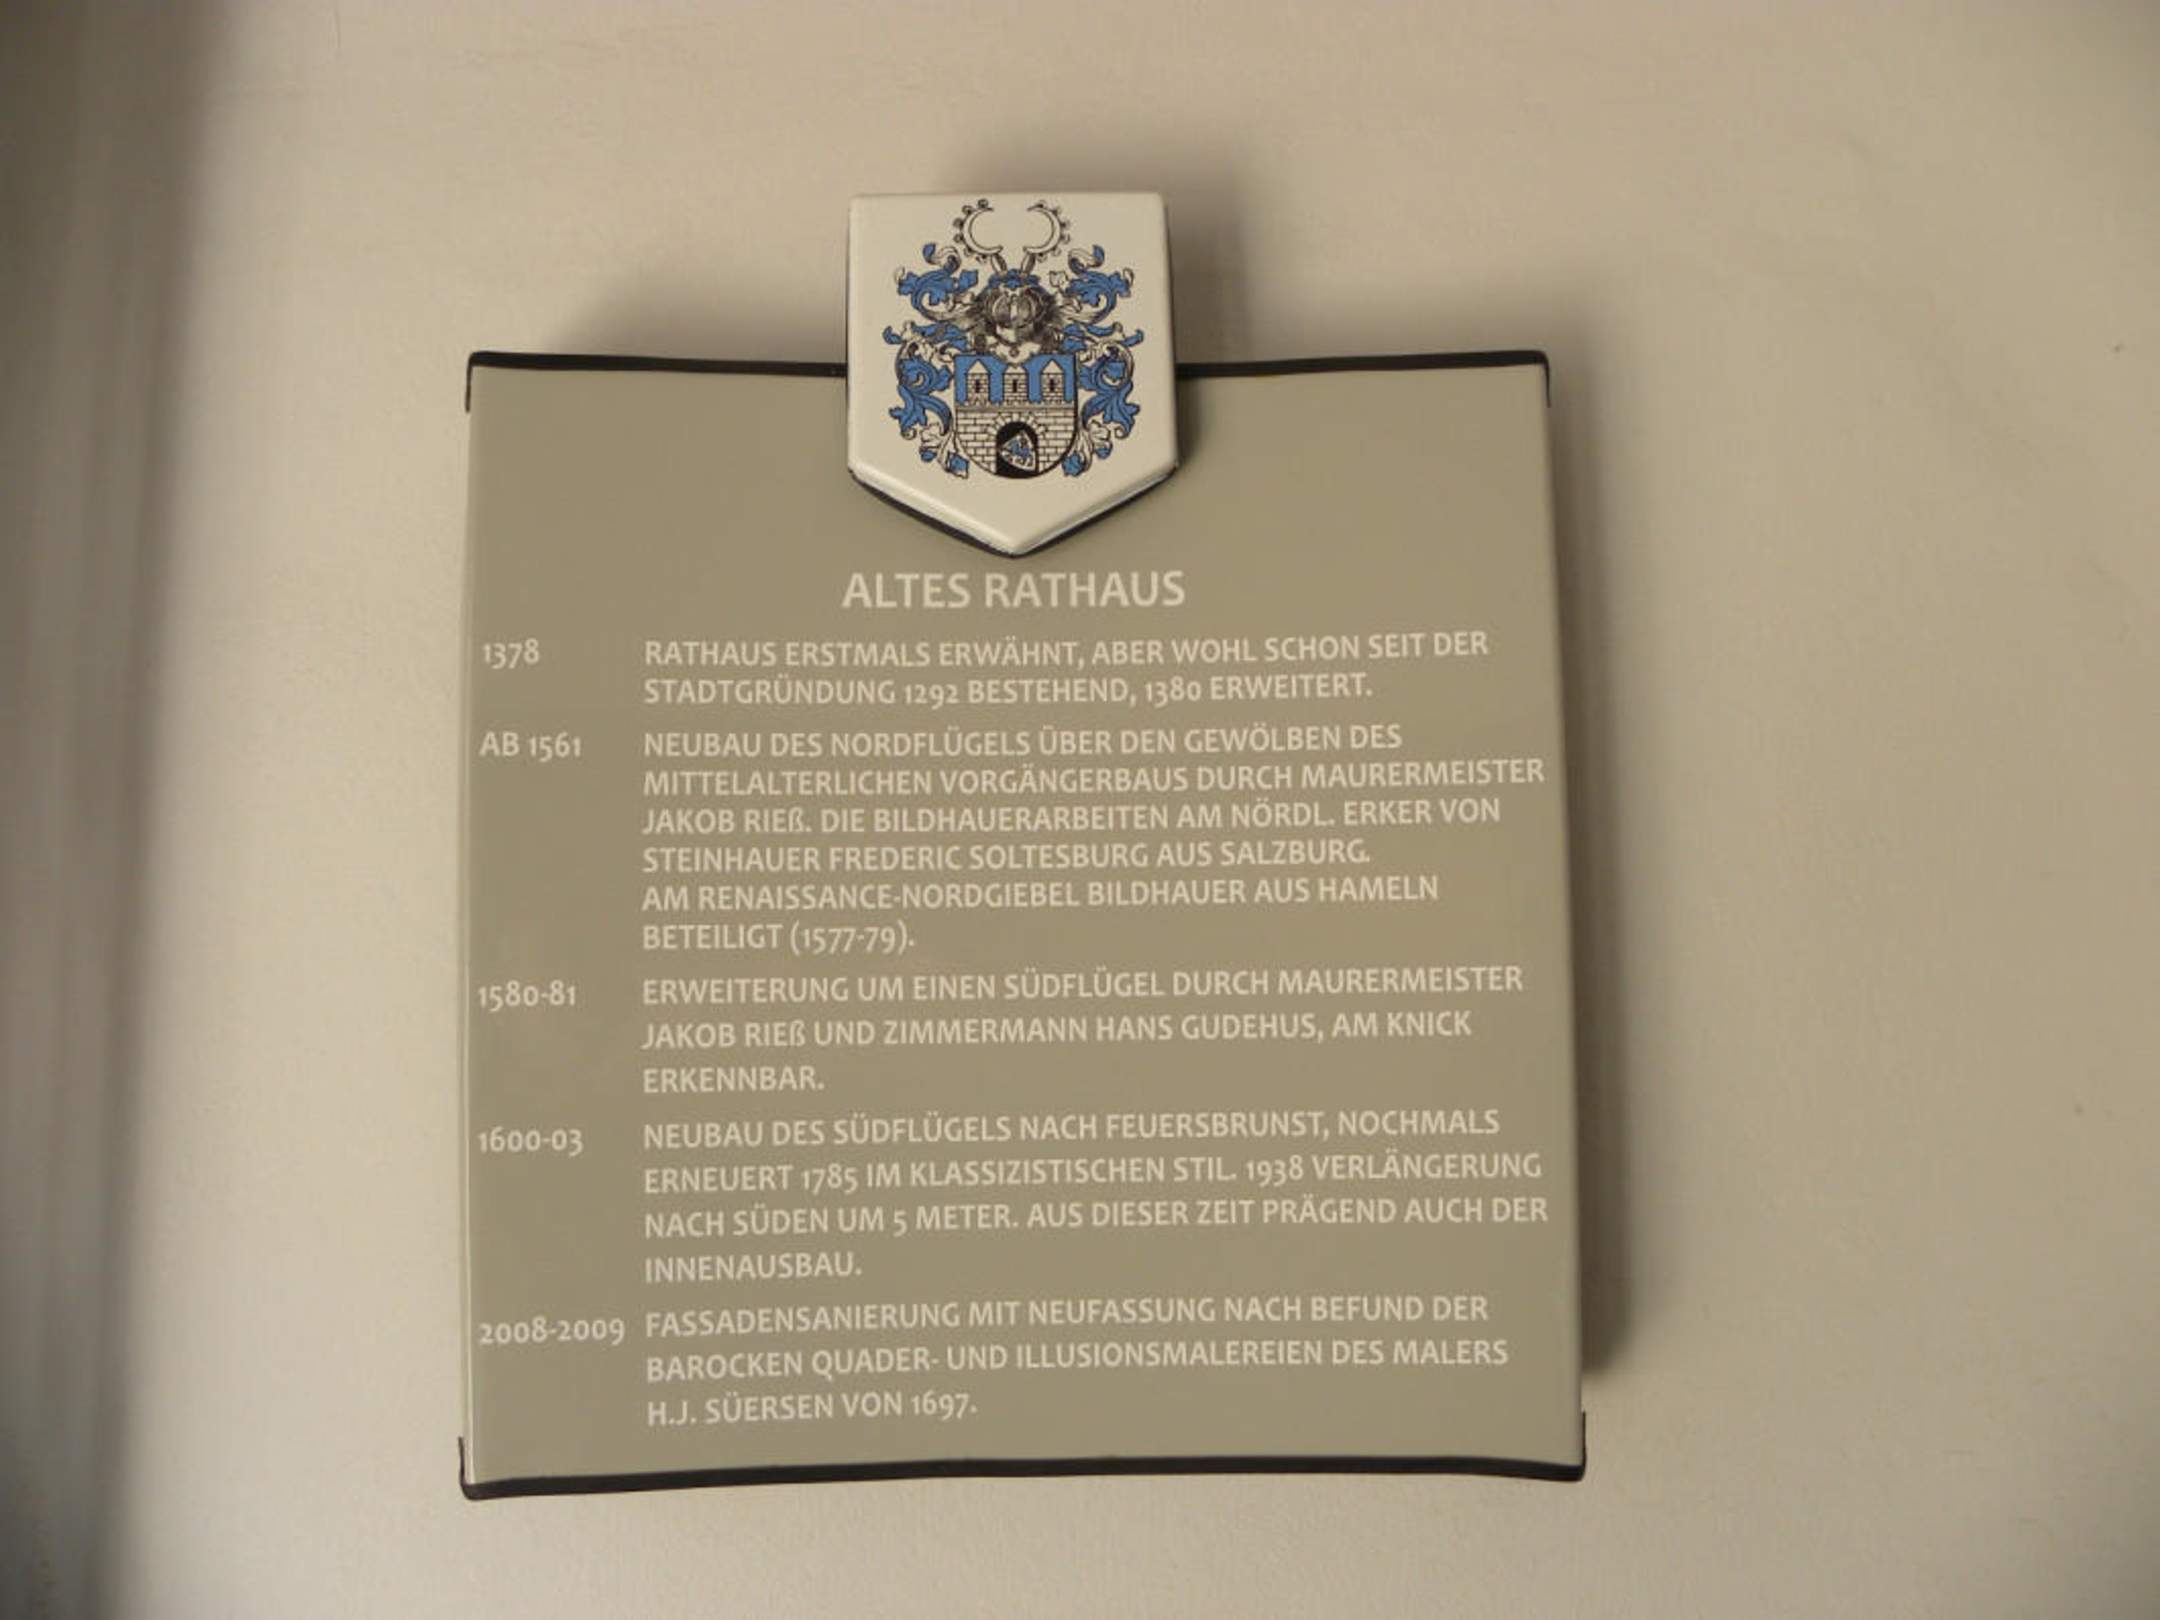 ALTES RATHAUS
1378 RATHAUS ERSTMALS ERWÄHNT, ABER WOHL SCHON SEIT DER
STADTGRÜNDUNG 1292 BESTEHEND, 1380 ERWEITERT.
AB 1561 NEUBAU DES NORDFLÜGELS ÜBER DEN GEWÖLBEN DES
MITTELALTERLICHEN VORGÄNGERBAUS DURCH MAURERMEISTER
JAKOB RIEß. DIE BILDHAUERARBEITEN AM NÖRDL. ERKER VON
STEINHAUER FREDERIC SOLTESBURG AUS SALZBURG.
AM RENAISSANCE-NORDGIEBEL BILDHAUER AUS HAMELN
BETEILIGT (1577-79).
1580-81 ERWEITERUNG UM EINEN SÜDFLÜGEL DURCH MAURERMEISTER
JAKOB RIEß UND ZIMMERMANN HANS GUDEHUS, AM KNICK
ERKENNBAR.
1600-03 NEUBAU DES SÜDFLÜGELS NACH FEUERSBRUNST, NOCHMALS
ERNEUERT 1785 IM KLASSIZISTISCHEN STIL. 1938 VERLÄNGERUNG
NACH SÜDEN UM 5 METER. AUS DIESER ZEIT PRÄGEND AUCH DER
INNENAUSBAU.
2008-2009 FASSADENSANIERUNG MIT NEUFASSUNG NACH BEFUND DER
BAROCKEN QUADER- UND ILLUSIONSMALEREIEN DES MALERS
H.J. SÜERSEN VON 1697.